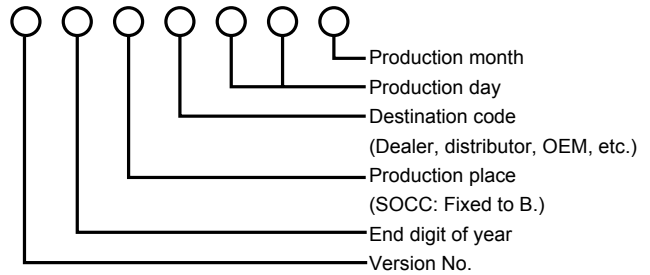 Production month
Production day
Destination code
(Dealer, distributor, OEM, etc.)
Production place
(SOCC: Fixed to B.)
End digit of year
Version No.